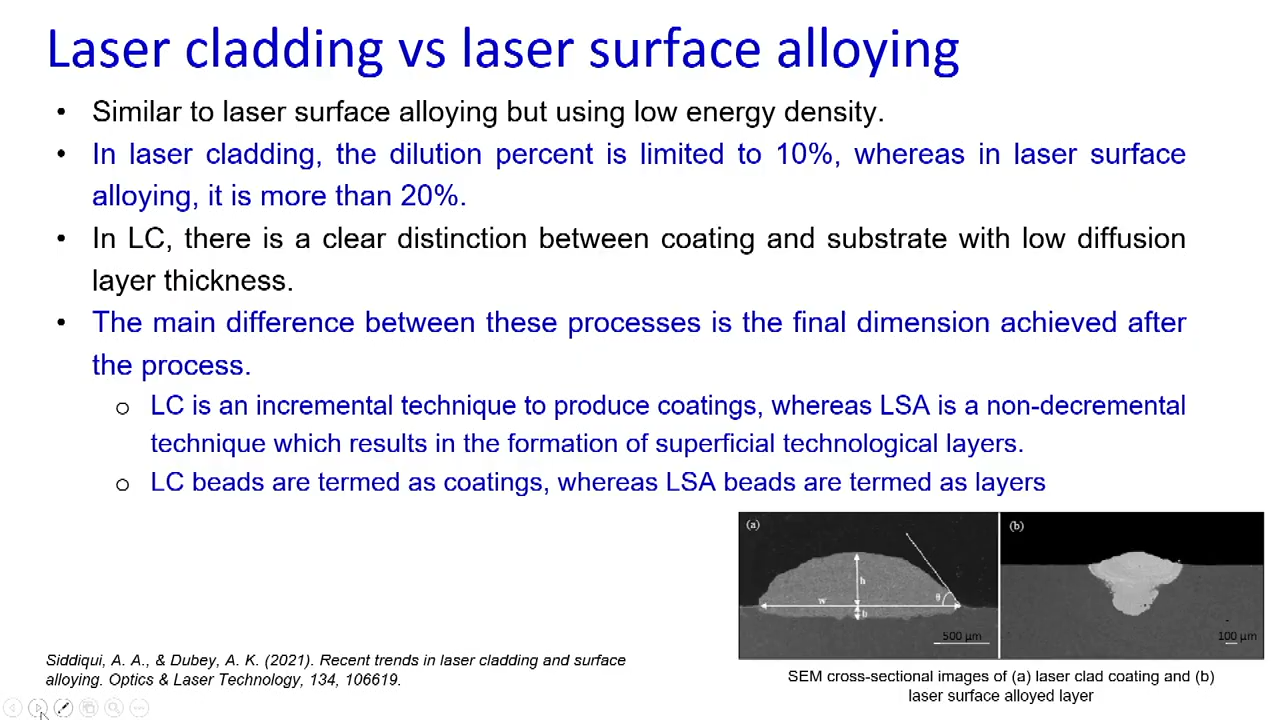 Laser cladding vs laser surface alloying
• Similar to laser surface alloying but using low energy density.
• In laser cladding, the dilution percent is limited to 10%, whereas in laser surface
alloying, it is more than 20%.
• In LC, there is a clear distinction between coating and substrate with low diffusion
layer thickness.
• The main difference between these processes is the final dimension achieved after
the process.
o LC is an incremental technique to produce coatings, whereas LSA is a non-decremental
technique which results in the formation of superficial technological layers.
o LC beads are termed as coatings, whereas LSA beads are termed as layers
(a)
h
θ
w
b
500 µm
(b)
100 µm
SEM cross-sectional images of (a) laser clad coating and (b)
laser surface alloyed layer
Siddiqui, A. A., & Dubey, A. K. (2021). Recent trends in laser cladding and surface
alloying. Optics & Laser Technology, 134, 106619.